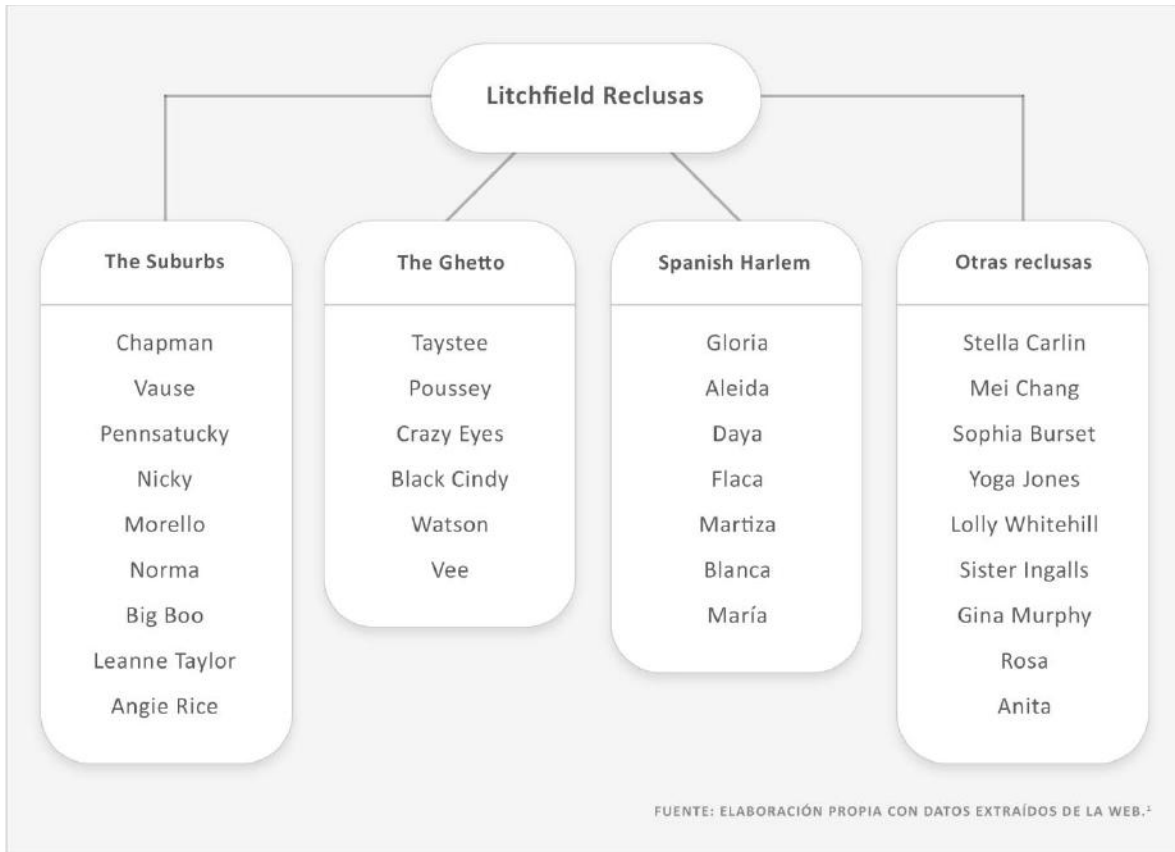 Litchfield Reclusas
The Suburbs
Chapman
Vause
Pennsatucky
Nicky
Morello
Norma
Big Boo
Leanne Taylor
Angie Rice
The Ghetto
Taystee
Poussey
Crazy Eyes
Black Cindy
Watson
Vee
Spanish Harlem
Gloria
Aleida
Daya
Flaca
Martiza
Blanca
María
Otras reclusas
Stella Carlin
Mei Chang
Sophia Burset
Yoga Jones
Lolly Whitehill
Sister Ingalls
Gina Murphy
Rosa
Anita
FUENTE: ELABORACIÓN PROPIA CON DATOS EXTRAÍDOS DE LA WEB.¹